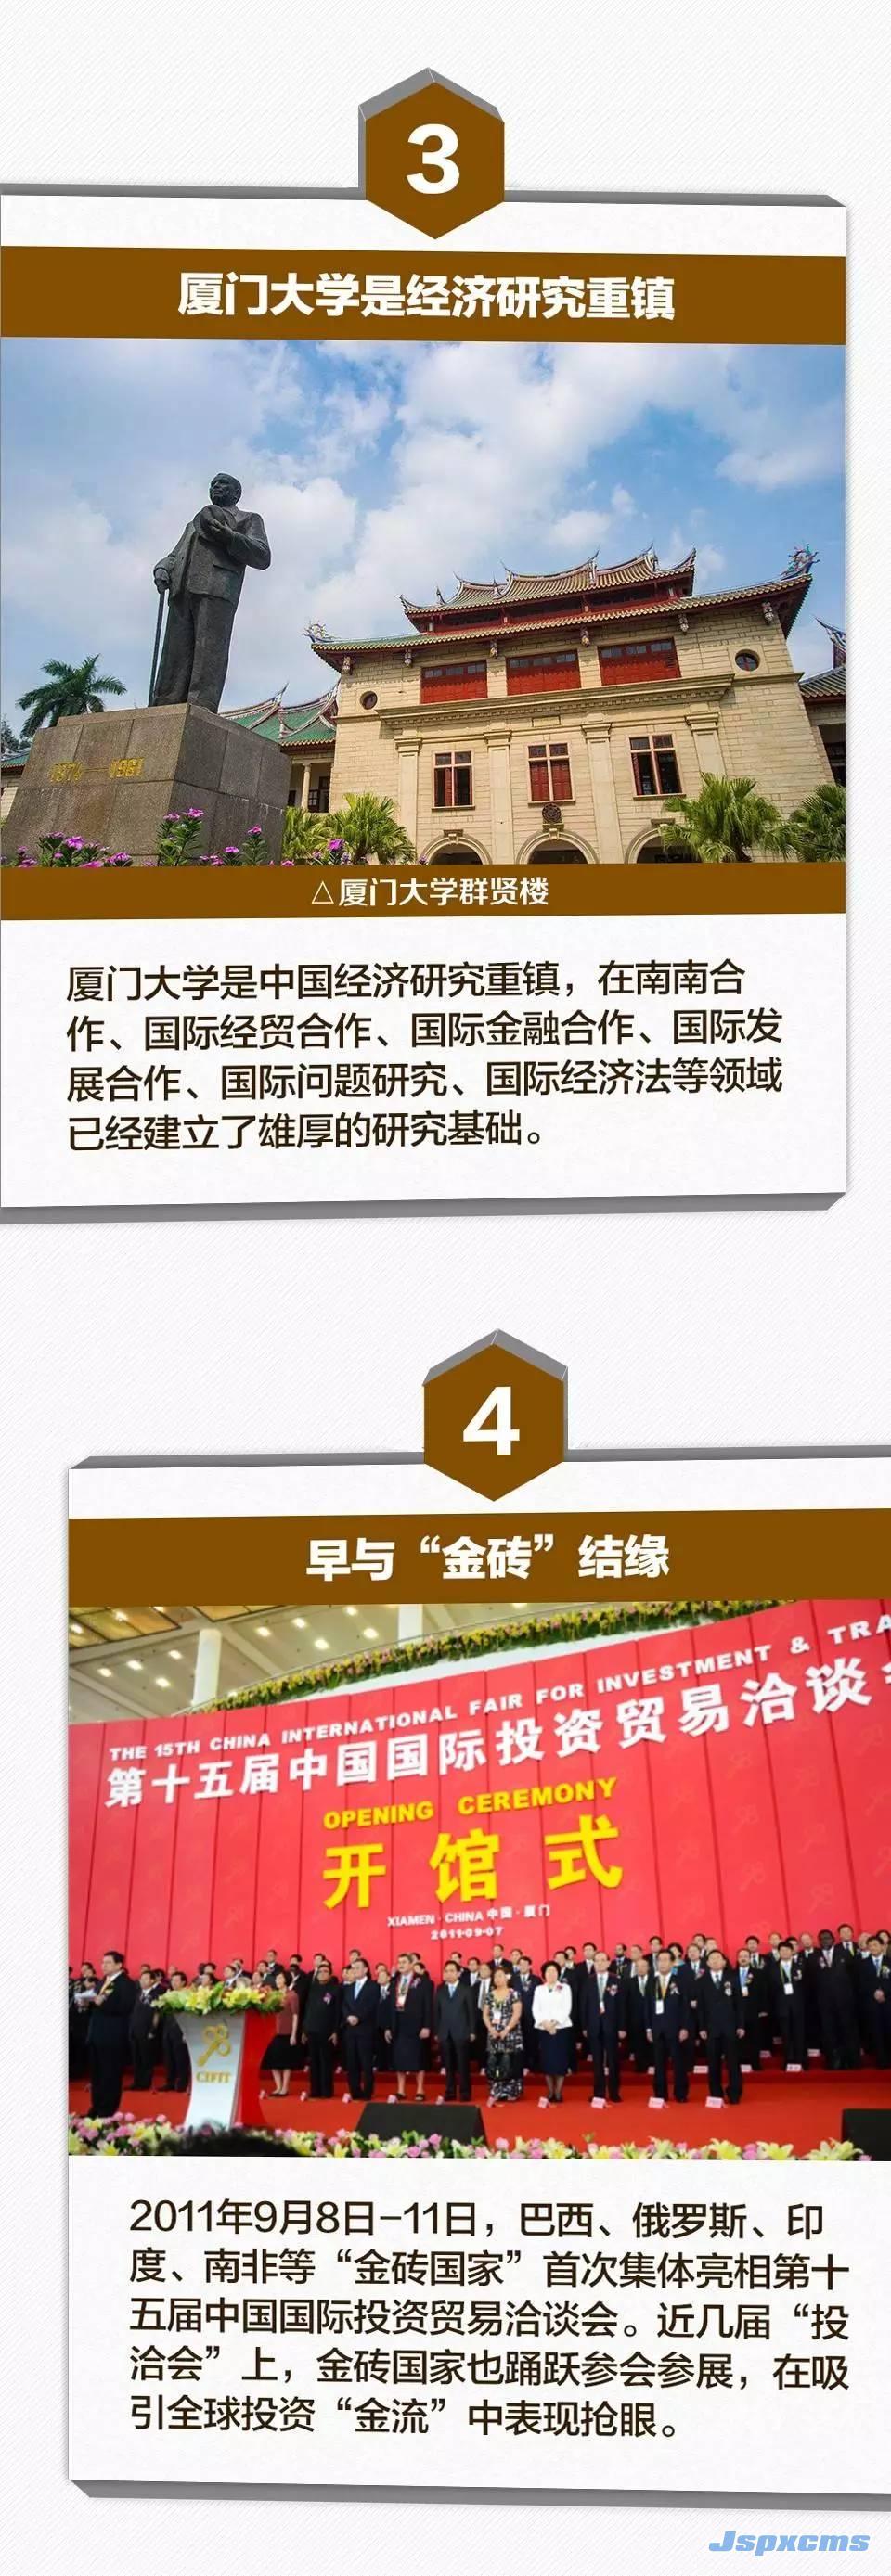 3
厦门大学是经济研究重镇
1874—1961
△厦门大学群贤楼
厦门大学是中国经济研究重镇，在南南合
作、国际经贸合作、国际金融合作、国际发
展合作、国际问题研究、国际经济法等领域
已经建立了雄厚的研究基础。
4
早与“金砖”结缘
THE 15TH CHINA INTERNATIONAL FAIR FOR INVESTMENT & TRA
第十五届中国国际投资贸易洽谈
OPENING CEREMONY
开馆式
XIAMEN·CHINA 中国·厦门
2011-09-07
CIFIT
2011年9月8日-11日，巴西、俄罗斯、印
度、南非等“金砖国家”首次集体亮相第十
五届中国国际投资贸易洽谈会。近几届“投
洽会”上，金砖国家也踊跃参会参展，在吸
引全球投资“金流”中表现抢眼。
Jspxcms